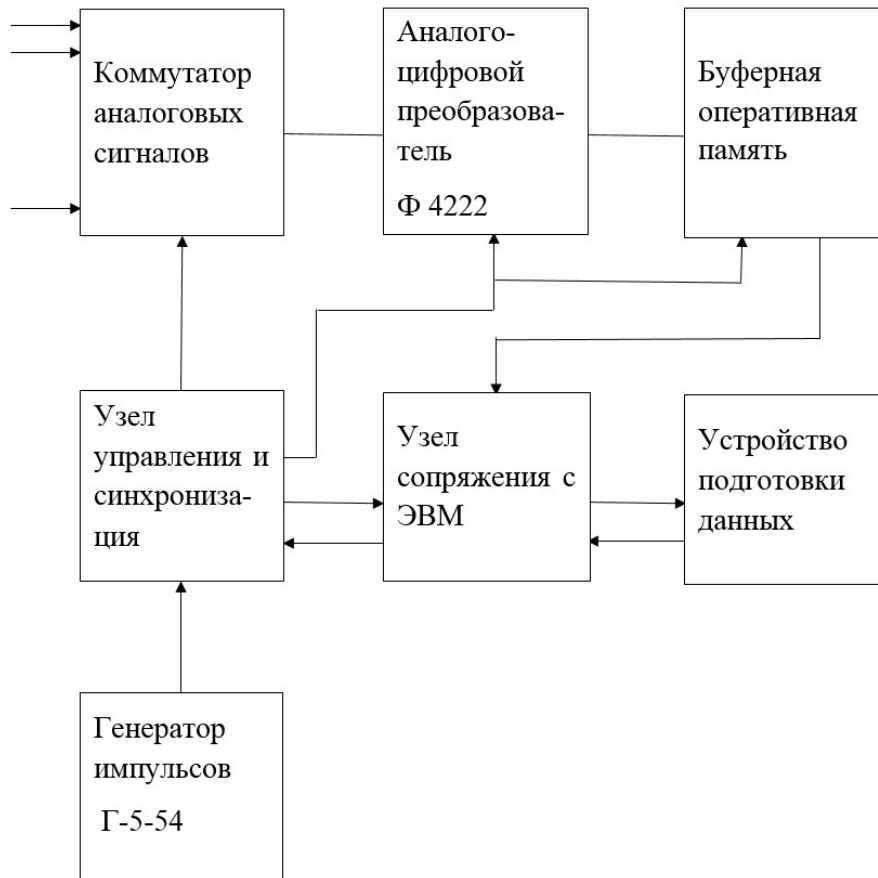 Коммутатор
аналоговых
сигналов
Аналого-
цифровой
преобразова-
тель
Ф 4222
Буферная
оперативная
память
Узел
управления и
синхрониза-
ция
Узел
сопряжения с
ЭВМ
Устройство
подготовки
данных
Генератор
импульсов
Г-5-54